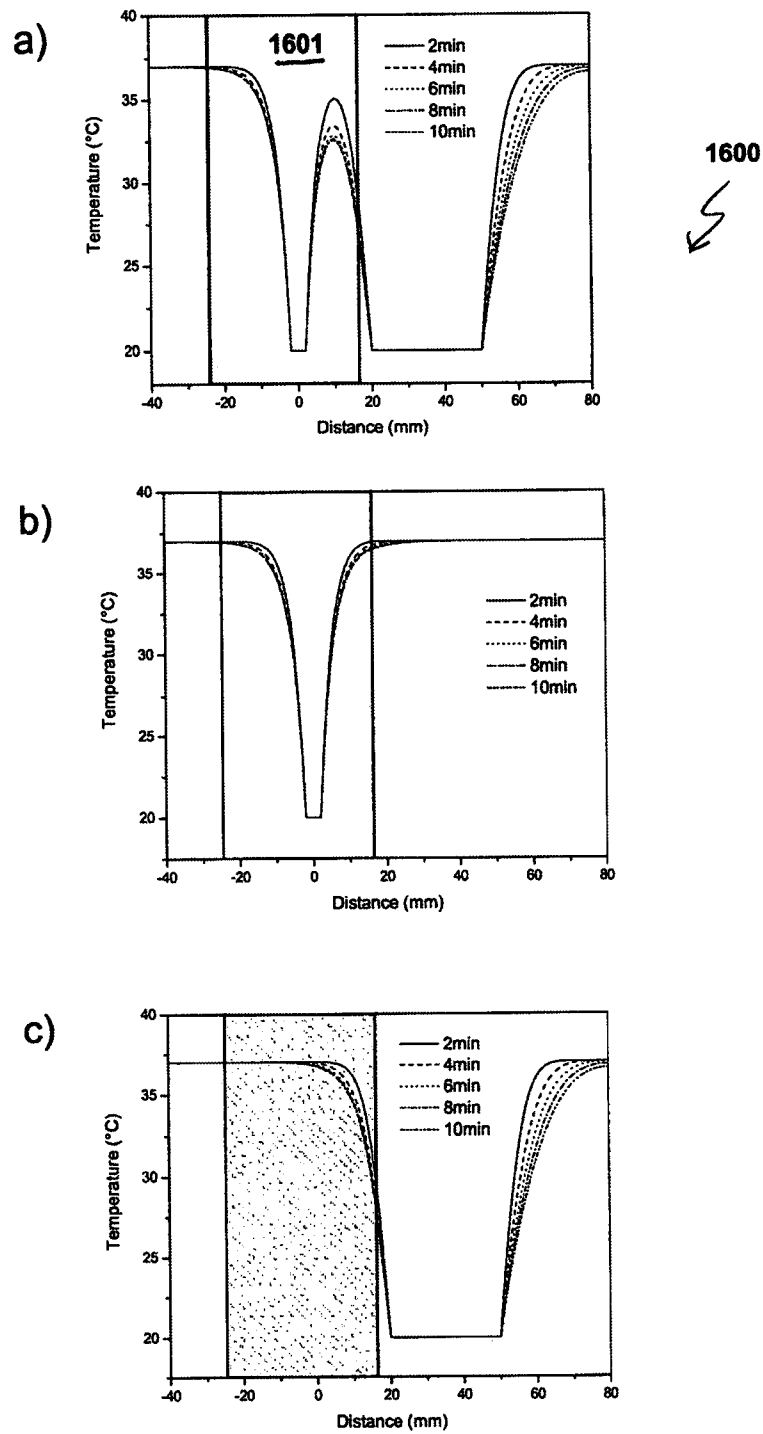 a)
1601
1600
40
35
30
25
20
Temperature (°C)
2min
4min
6min
8min
10min
-40 -20 0 20 40 60 80
Distance (mm)
b)
40
35
30
25
20
Temperature (°C)
2min
4min
6min
8min
10min
-40 -20 0 20 40 60 80
Distance (mm)
c)
40
35
30
25
20
Temperature (°C)
2min
4min
6min
8min
10min
-40 -20 0 20 40 60 80
Distance (mm)